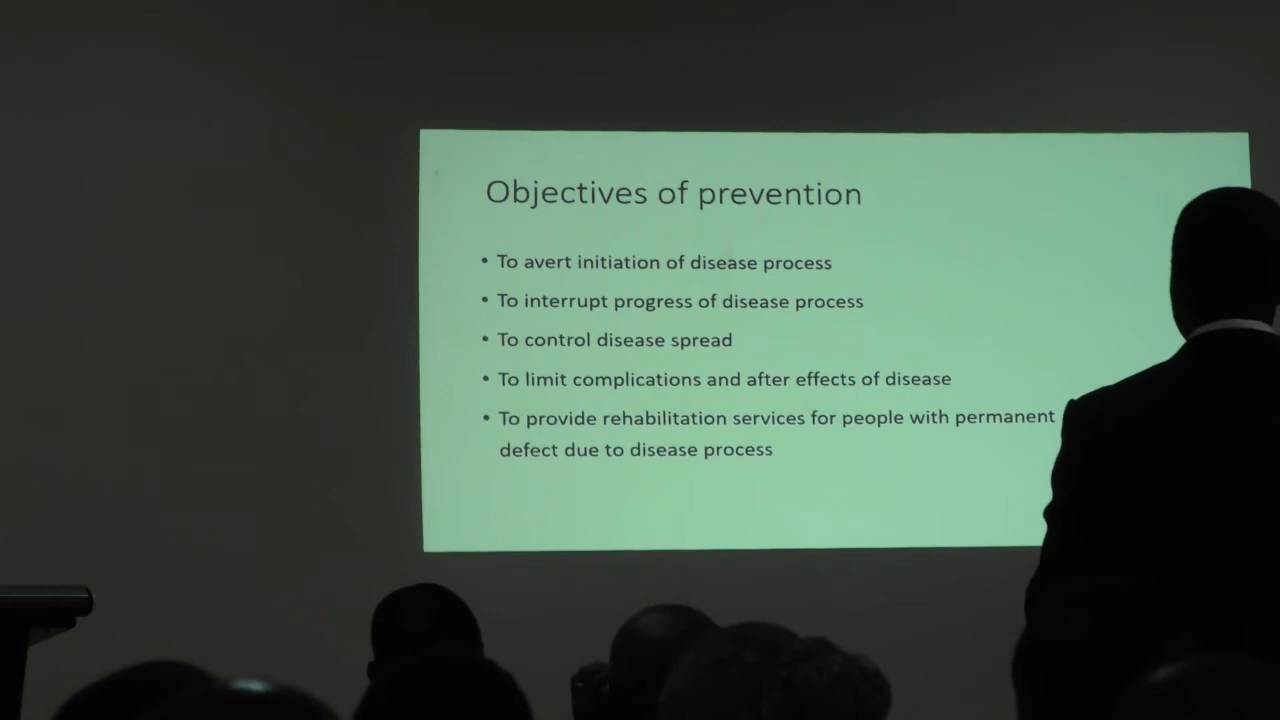 Objectives of prevention
• To avert initiation of disease process
• To interrupt progress of disease process
• To control disease spread
• To limit complications and after effects of disease
• To provide rehabilitation services for people with permanent
defect due to disease process